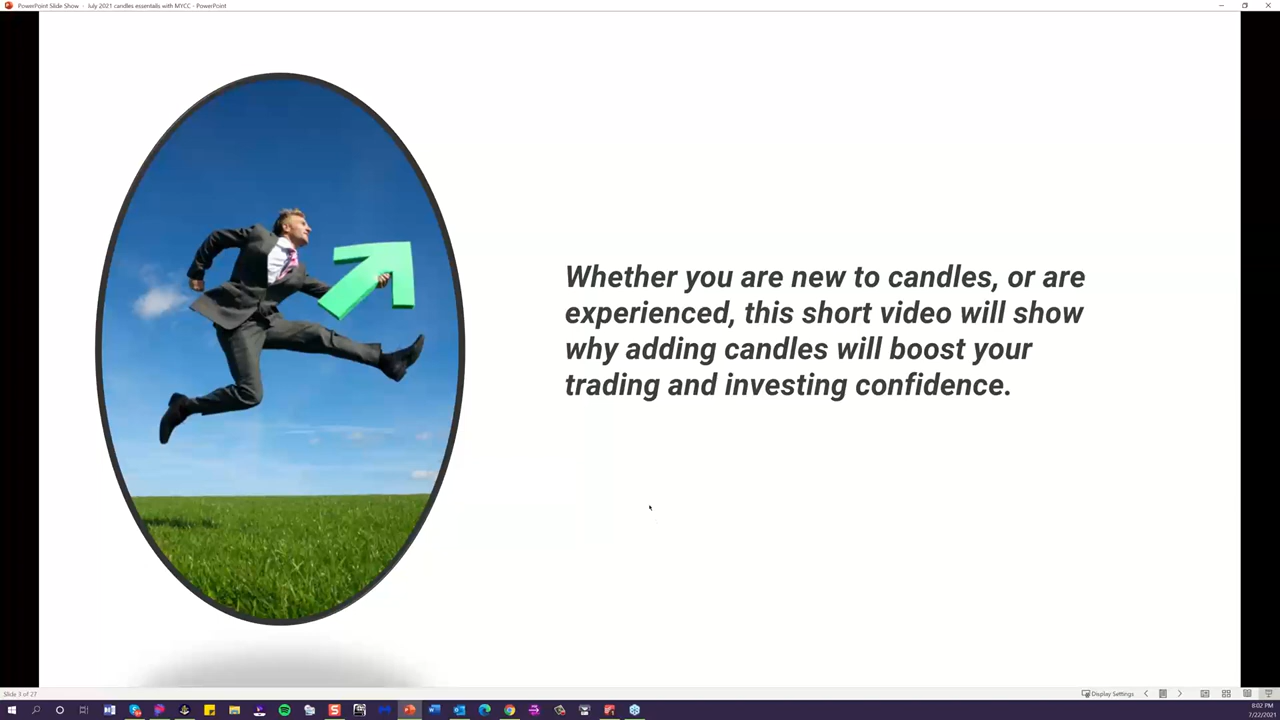 PowerPoint Slide Show - July 2021 candles essentails with MYCC - PowerPoint
Whether you are new to candles, or are
experienced, this short video will show
why adding candles will boost your
trading and investing confidence.
Slide 3 of 27
Display Settings
8:02 PM
7/22/2021